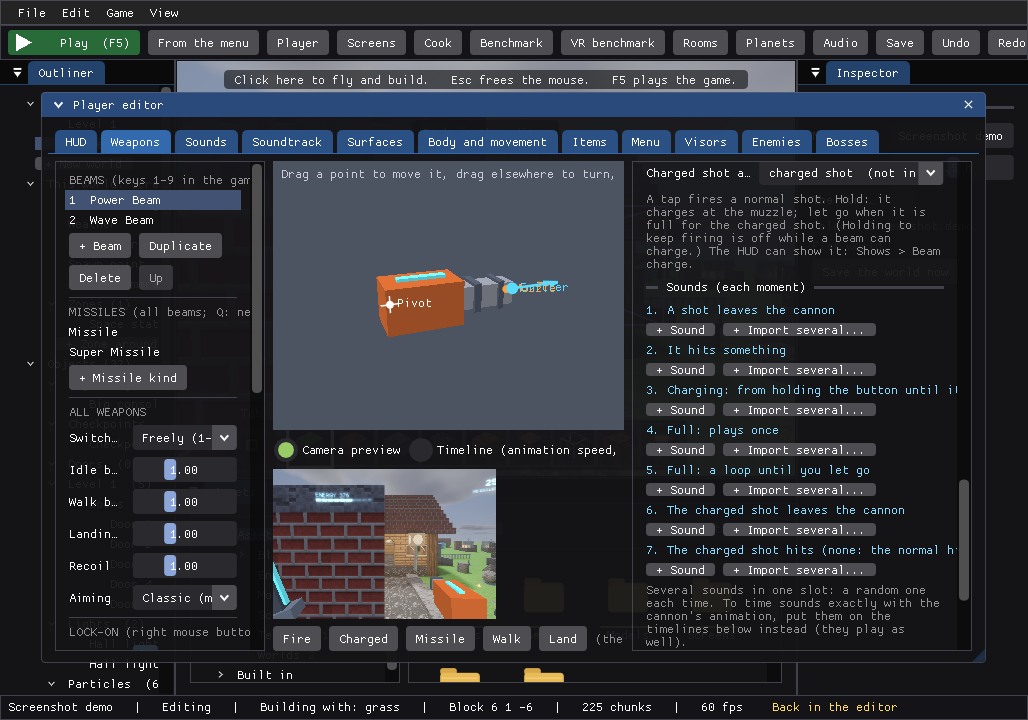 File Edit Game View
Play (F5) From the menu Player Screens Cook Benchmark VR benchmark Rooms Planets Audio Save Undo Redo
Outliner
Click here to fly and build. Esc frees the mouse. F5 plays the game.
Inspector
Player editor
HUD Weapons Sounds Soundtrack Surfaces Body and movement Items Menu Visors Enemies Bosses
BEAMS (keys 1-9 in the gam
1 Power Beam
2 Wave Beam
+ Beam Duplicate
Delete Up
MISSILES (all beams; Q: ne
Missile
Super Missile
+ Missile kind
ALL WEAPONS
Switch… Freely (1-
Idle b… 1.00
Walk b… 1.00
Landin… 1.00
Recoil 1.00
Aiming Classic (m
LOCK-ON (right mouse butto
Drag a point to move it, drag elsewhere to turn,
Pivot
Camera preview Timeline (animation speed,
ENERGY 176
Fire Charged Missile Walk Land (the
Charged shot a… charged shot (not in
A tap fires a normal shot. Hold: it
charges at the muzzle; let go when it is
full for the charged shot. (Holding to
keep firing is off while a beam can
charge.) The HUD can show it: Shows > Beam
charge.
Sounds (each moment)
1. A shot leaves the cannon
+ Sound + Import several...
2. It hits something
+ Sound + Import several...
3. Charging: from holding the button until it
+ Sound + Import several...
4. Full: plays once
+ Sound + Import several...
5. Full: a loop until you let go
+ Sound + Import several...
6. The charged shot leaves the cannon
+ Sound + Import several...
7. The charged shot hits (none: the normal h
+ Sound + Import several...
Several sounds in one slot: a random one
each time. To time sounds exactly with the
cannon's animation, put them on the
timelines below instead (they play as
well).
Hall light
Particles (6
Built in
Screenshot demo | Editing | Building with: grass | Block 6 1 -6 | 225 chunks | 60 fps Back in the editor